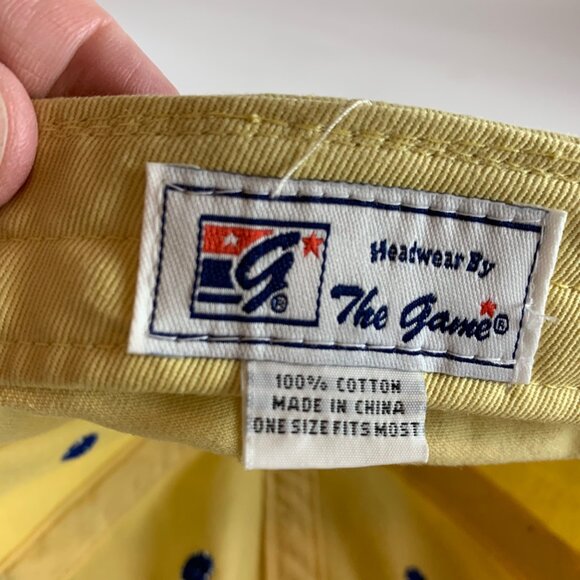 G®
Headwear By
The Game®
100% COTTON
MADE IN CHINA
ONE SIZE FITS MOST